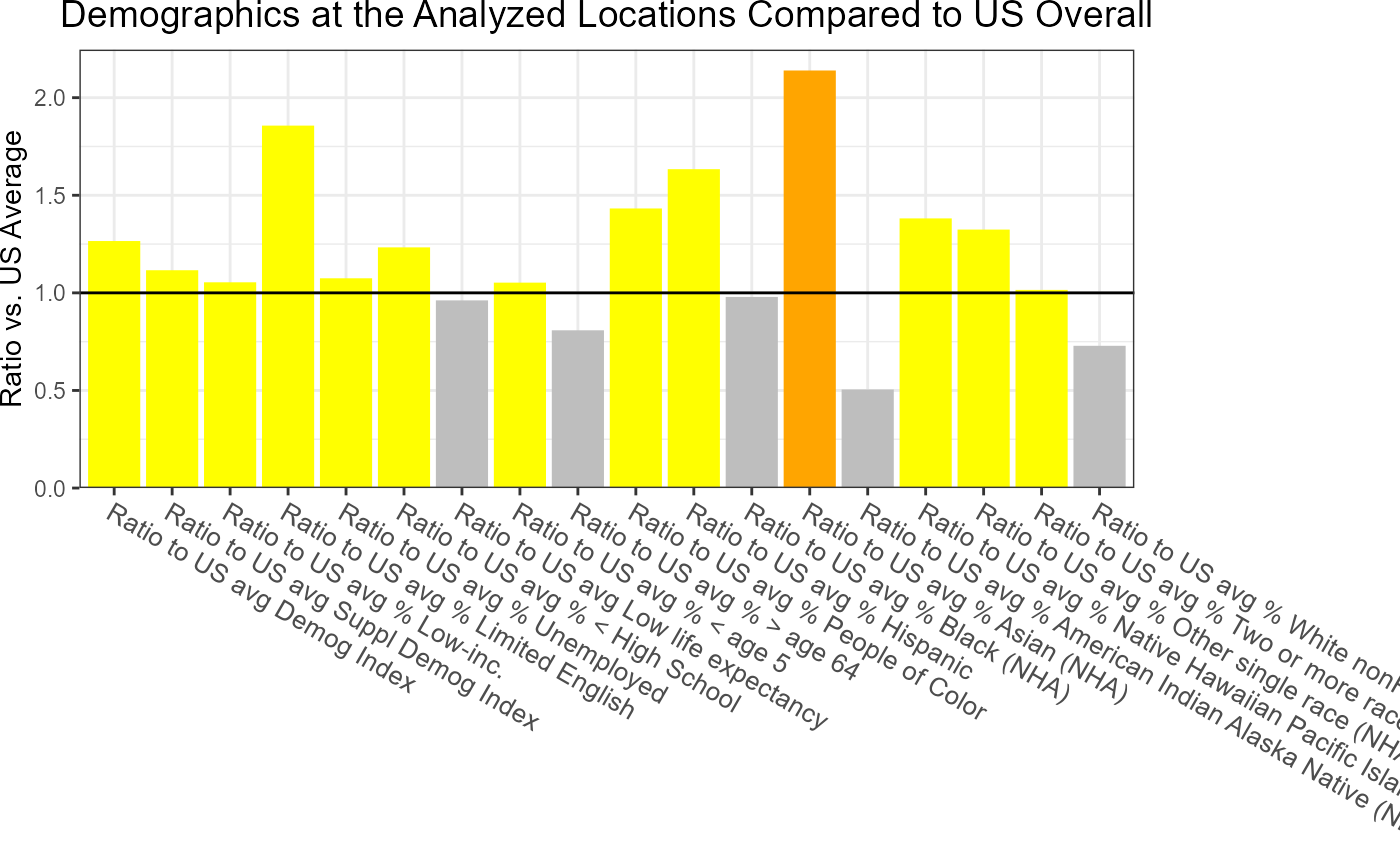 Demographics at the Analyzed Locations Compared to US Overall
Ratio vs. US Average
2.0
1.5
1.0
0.5
0.0
Ratio to US avg Demog Index
Ratio to US avg Suppl Demog Index
Ratio to US avg % Low-inc.
Ratio to US avg % Limited English
Ratio to US avg % Unemployed
Ratio to US avg % < High School
Ratio to US avg Low life expectancy
Ratio to US avg % < age 5
Ratio to US avg % > age 64
Ratio to US avg % People of Color
Ratio to US avg % Hispanic
Ratio to US avg % Black (NHA)
Ratio to US avg % Asian (NHA)
Ratio to US avg % American Indian Alaska Native (N
Ratio to US avg % Native Hawaiian Pacific Isla
Ratio to US avg % Other single race (NHA
Ratio to US avg % Two or more race
Ratio to US avg % White non